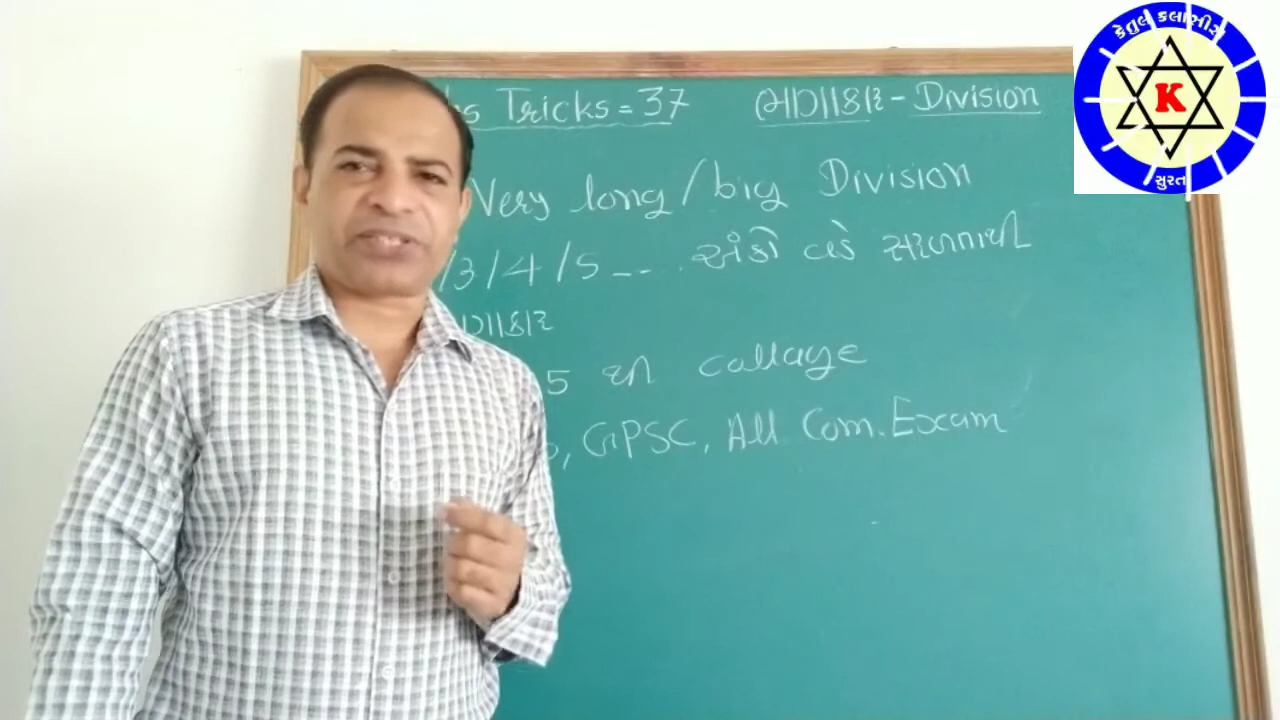 Tricks = 37 ભાગાકાર - Division
Very long / big Division
/3/4/5 ---- અંકો વડે સરળતાથી
ભાગાકાર
5 થી collage
GPSC, All Com. Exam
કેતુલ કલાસીસ
K
સુરત